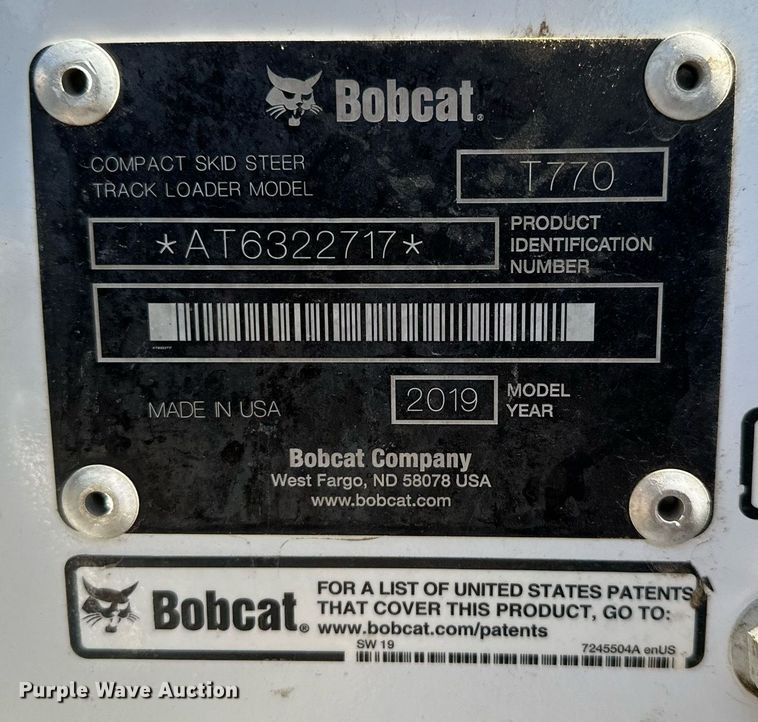 Bobcat.
COMPACT SKID STEER
TRACK LOADER MODEL
T770
*AT6322717*
PRODUCT
IDENTIFICATION
NUMBER
MADE IN USA
2019
MODEL
YEAR
Bobcat Company
West Fargo, ND 58078 USA
www.bobcat.com
Bobcat.
FOR A LIST OF UNITED STATES PATENTS
THAT COVER THIS PRODUCT, GO TO:
www.bobcat.com/patents
SW 19
7245504A enUS
Purple Wave Auction